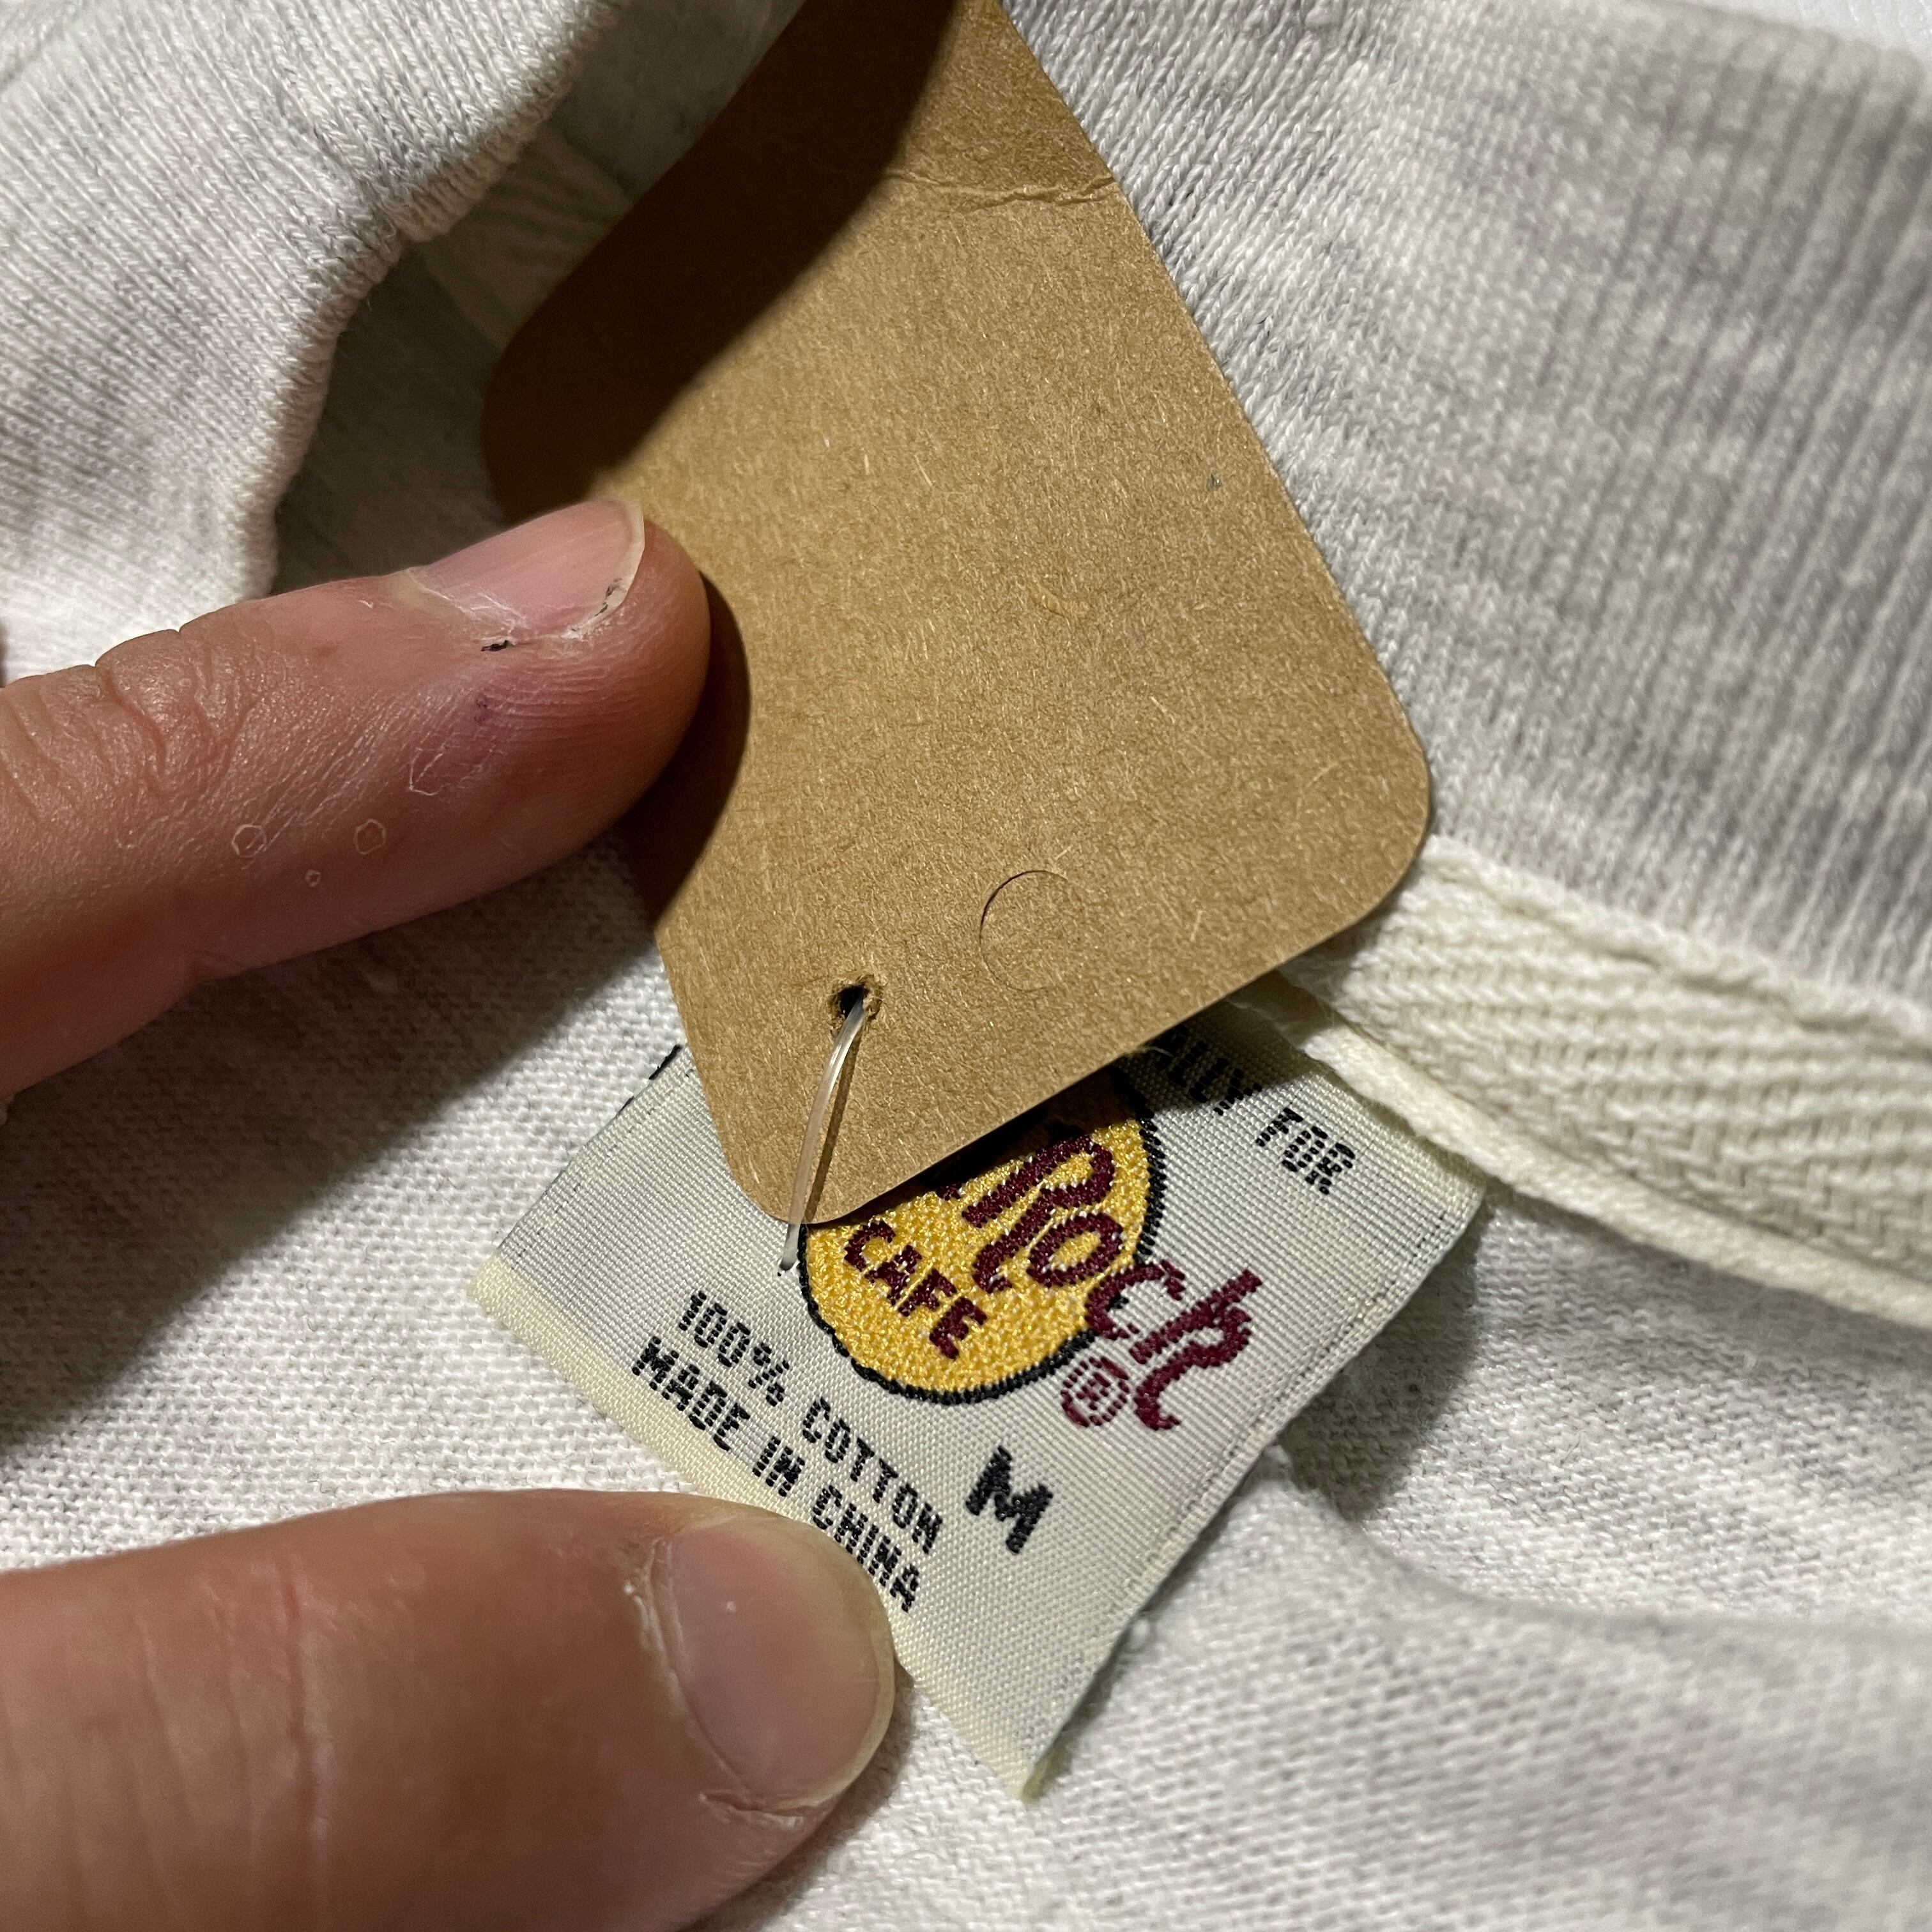 FOR
Rock
®
CAFE
M
100% COTTON
MADE IN CHINA